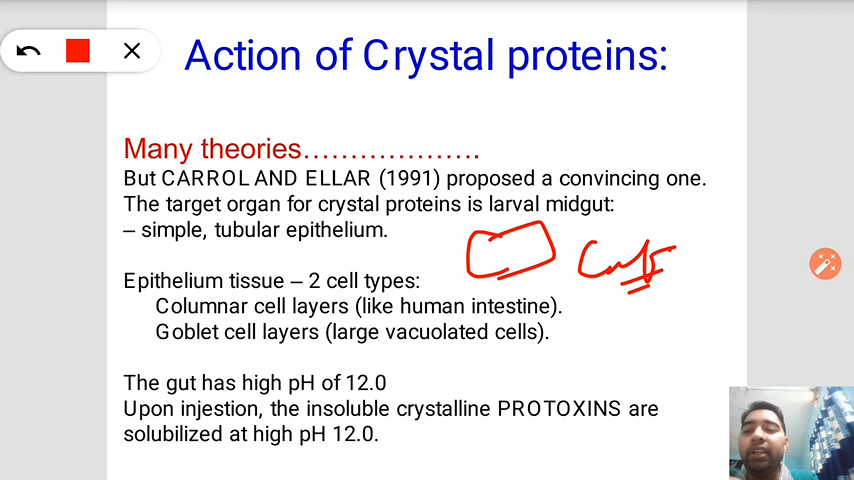 Action of Crystal proteins:
Many theories……………….
But CARROL AND ELLAR (1991) proposed a convincing one.
The target organ for crystal proteins is larval midgut:
– simple, tubular epithelium.
Epithelium tissue – 2 cell types:
Columnar cell layers (like human intestine).
Goblet cell layers (large vacuolated cells).
The gut has high pH of 12.0
Upon injestion, the insoluble crystalline PROTOXINS are
solubilized at high pH 12.0.